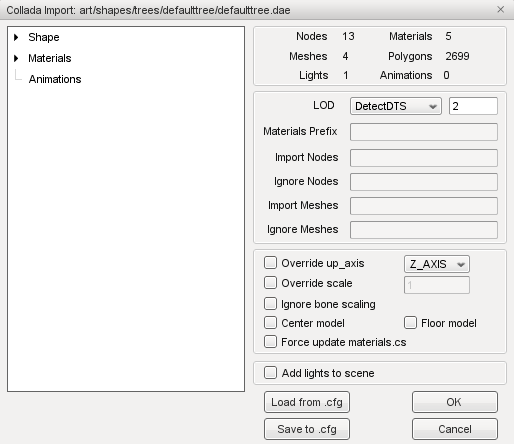 Collada Import: art/shapes/trees/defaulttree/defaulttree.dae
Shape
Materials
Animations
Nodes 13 Materials 5
Meshes 4 Polygons 2699
Lights 1 Animations 0
LOD DetectDTS 2
Materials Prefix
Import Nodes
Ignore Nodes
Import Meshes
Ignore Meshes
Override up_axis Z_AXIS
Override scale 1
Ignore bone scaling
Center model Floor model
Force update materials.cs
Add lights to scene
Load from .cfg OK
Save to .cfg Cancel